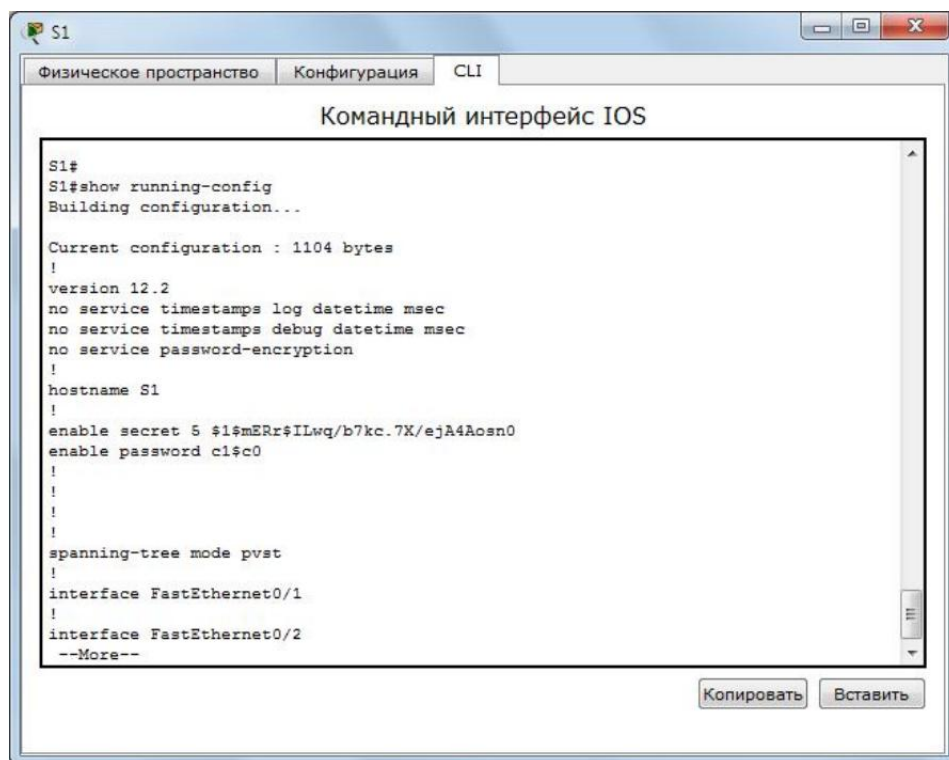 S1
Физическое пространство
Конфигурация
CLI
Командный интерфейс IOS
S1#
S1#show running-config
Building configuration...
Current configuration : 1104 bytes
!
version 12.2
no service timestamps log datetime msec
no service timestamps debug datetime msec
no service password-encryption
!
hostname S1
!
enable secret 5 $1$mERr$ILwq/b7kc.7X/ejA4Aosn0
enable password c1$c0
!
!
!
!
spanning-tree mode pvst
!
interface FastEthernet0/1
!
interface FastEthernet0/2
--More--
Копировать
Вставить